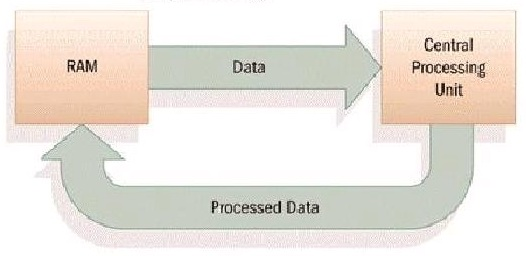 RAM
Data
Central
Processing
Unit
Processed Data